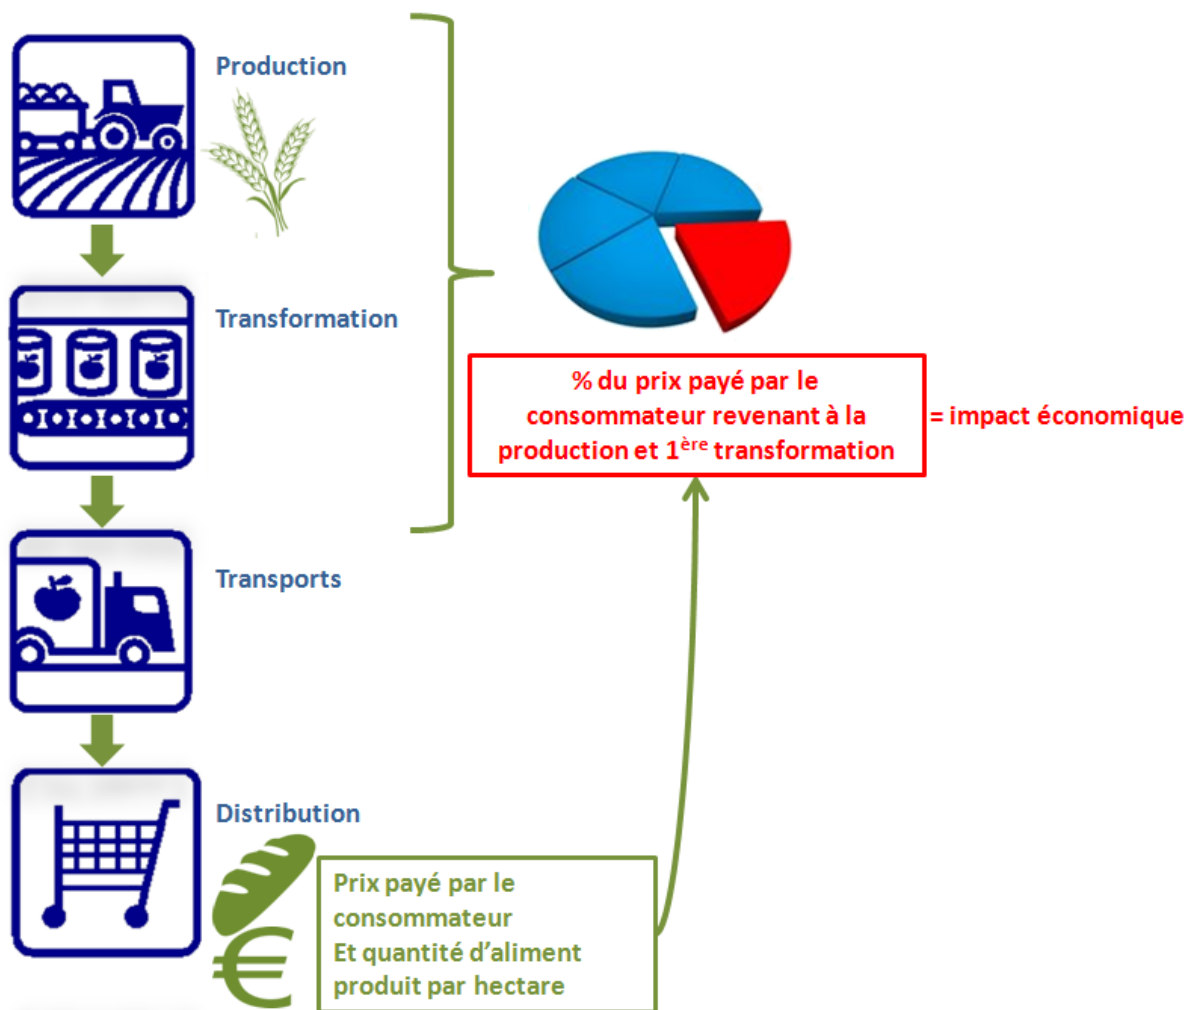 Production
Transformation
% du prix payé par le
consommateur revenant à la
production et 1ère transformation
= impact économique
Transports
Distribution
Prix payé par le
consommateur
Et quantité d'aliment
produit par hectare
€